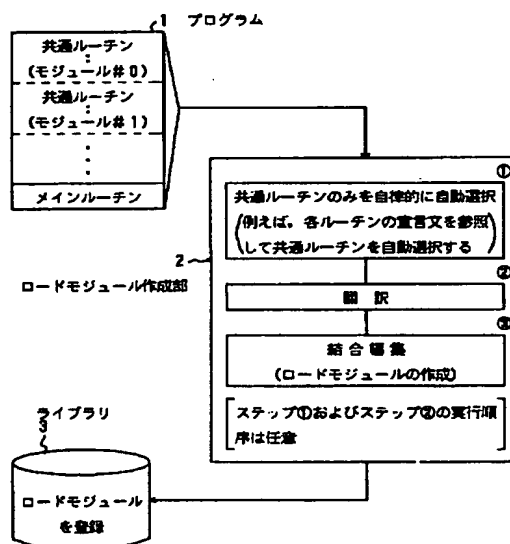 1 プログラム
共通ルーチン
︙
(モジュール#0)
共通ルーチン
︙
(モジュール#1)
メインルーチン
2
ロードモジュール作成部
①
共通ルーチンのみを自律的に自動選択
(例えば。各ルーチンの宣言文を参照
して共通ルーチンを自動選択する)
②
翻訳
③
結合編集
(ロードモジュールの作成)
[ステップ①およびステップ②の実行順
序は任意]
ライブラリ
3
ロードモジュール
を登録